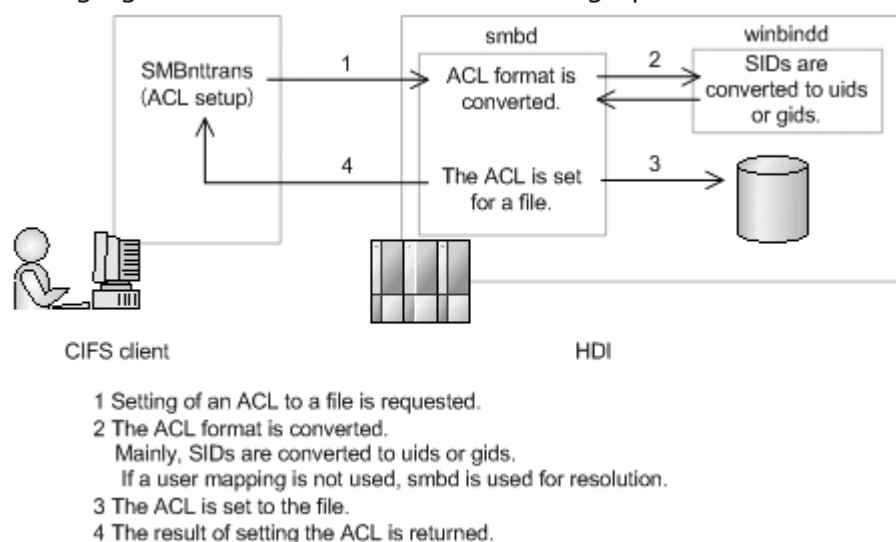 smbd
winbindd
SMBnttrans
(ACL setup)
1
ACL format is
converted.
2
SIDs are
converted to uids
or gids.
4
The ACL is set
for a file.
3
CIFS client
HDI
1 Setting of an ACL to a file is requested.
2 The ACL format is converted.
Mainly, SIDs are converted to uids or gids.
If a user mapping is not used, smbd is used for resolution.
3 The ACL is set to the file.
4 The result of setting the ACL is returned.